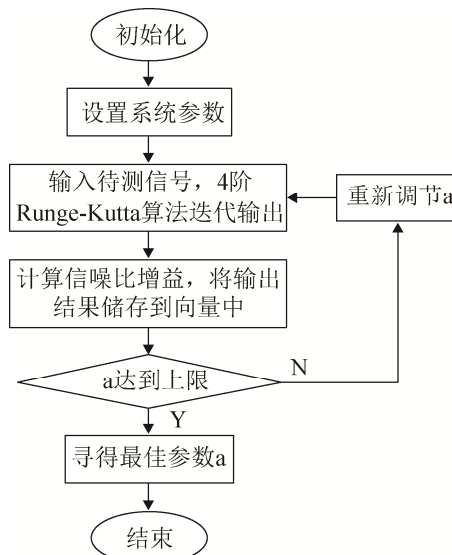 初始化
设置系统参数
输入待测信号，4阶
Runge-Kutta算法迭代输出
重新调节a
计算信噪比增益，将输出
结果储存到向量中
a达到上限
N
Y
寻得最佳参数a
结束